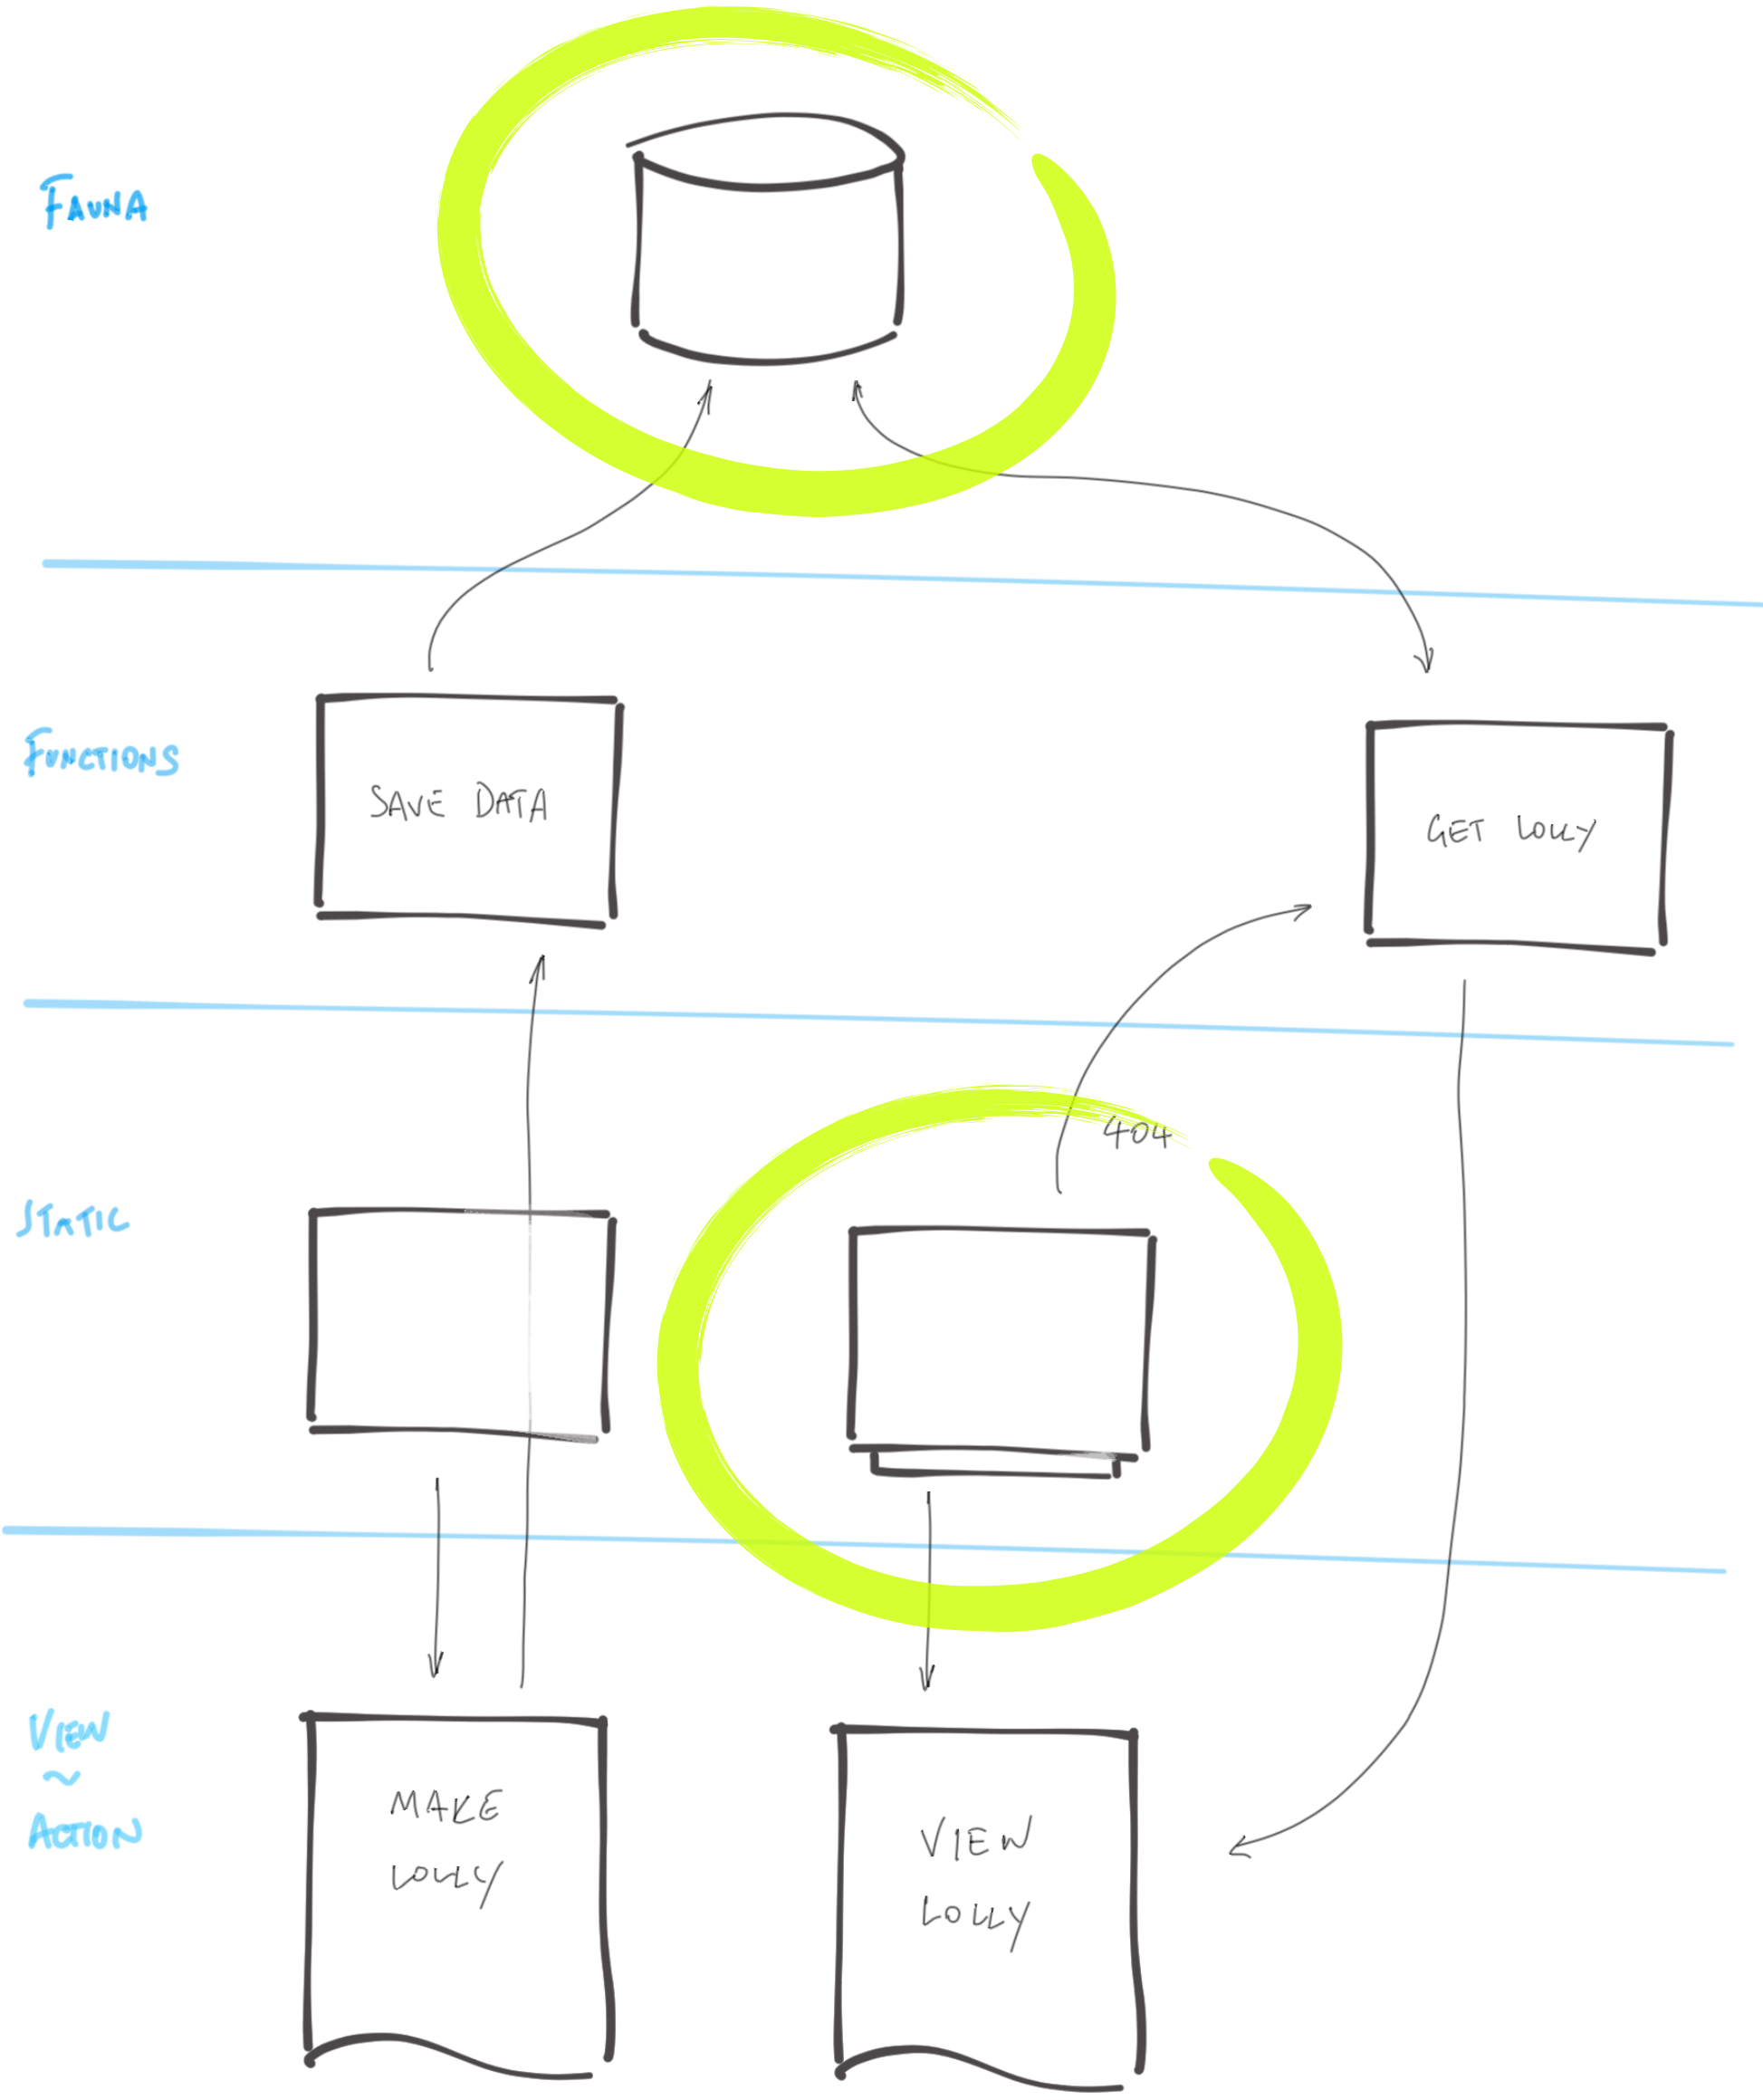 FAUNA
FUNCTIONS
SAVE DATA
GET LOLLY
404
STATIC
VIEW
~
ACTION
MAKE
LOLLY
VIEW
LOLLY